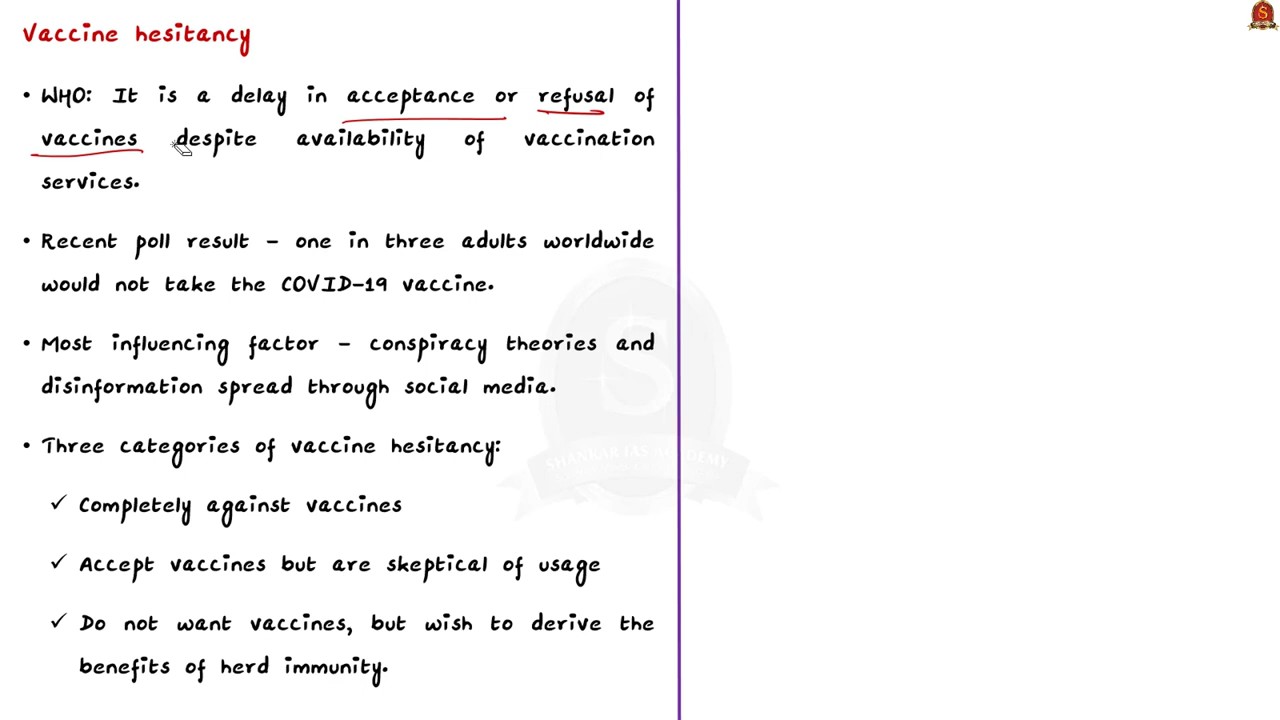 Vaccine hesitancy
• WHO: It is a delay in acceptance or refusal of
vaccines despite availability of vaccination
services.
• Recent poll result – one in three adults worldwide
would not take the COVID-19 vaccine.
• Most influencing factor – conspiracy theories and
disinformation spread through social media.
• Three categories of vaccine hesitancy:
✓ Completely against vaccines
✓ Accept vaccines but are skeptical of usage
✓ Do not want vaccines, but wish to derive the
benefits of herd immunity.
S
SHANKAR IAS ACADEMY
S